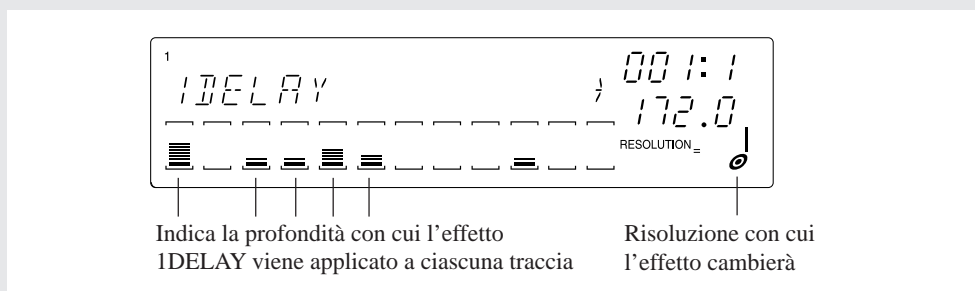 1
001:1
1DELAY
172.0
RESOLUTION =
Indica la profondità con cui l'effetto
1DELAY viene applicato a ciascuna traccia
Risoluzione con cui
l'effetto cambierà